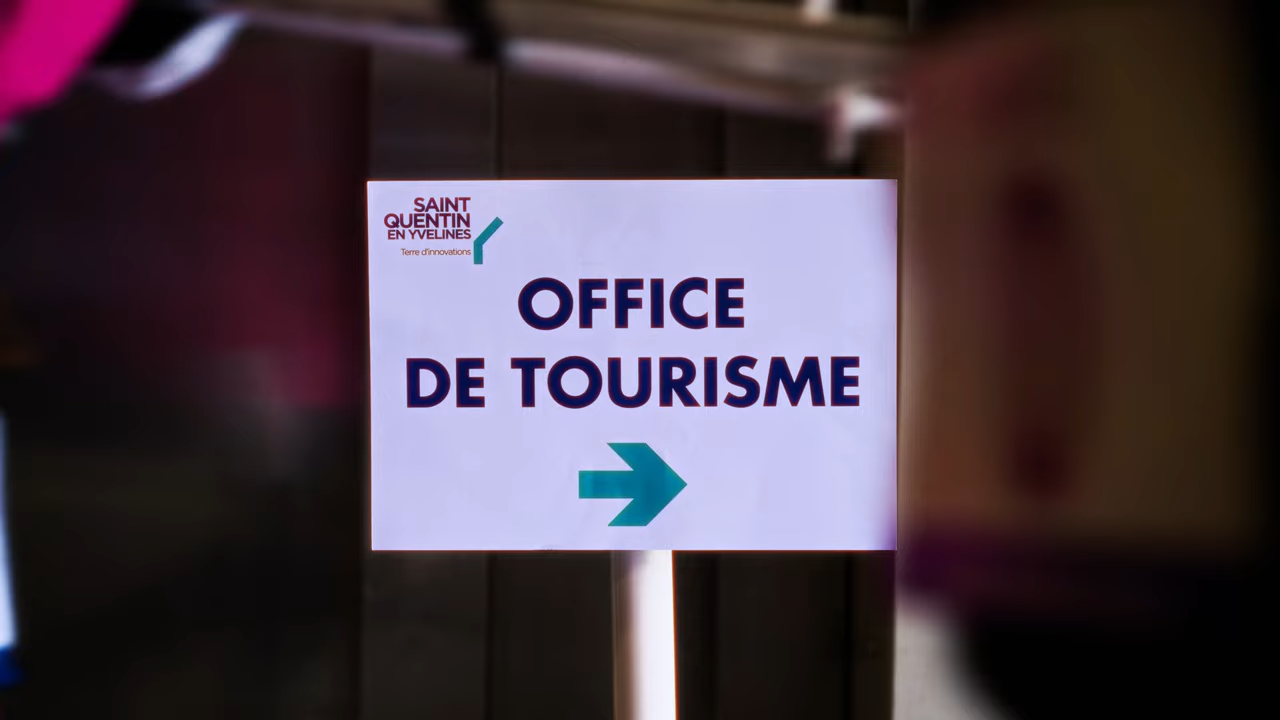 SAINT
QUENTIN
EN YVELINES
Terre d'innovations
OFFICE
DE TOURISME